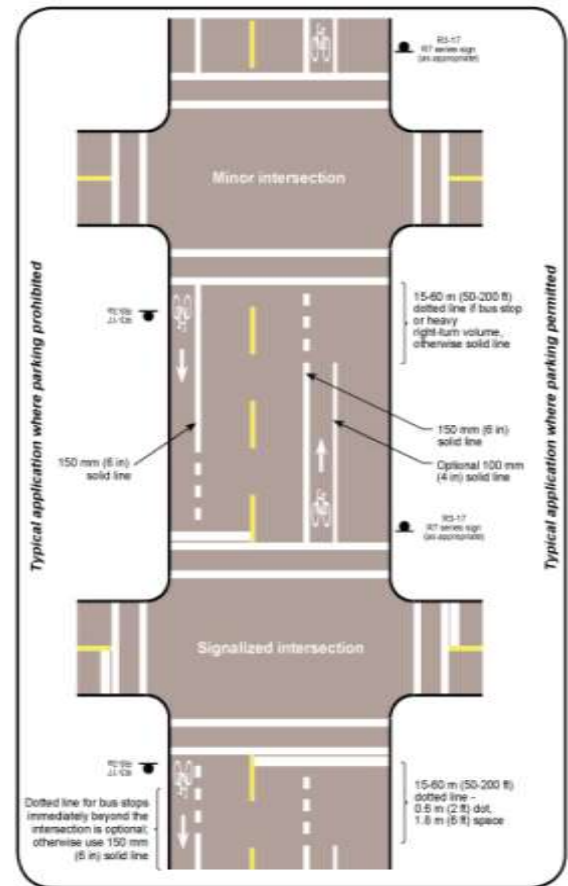 R3-17
R7 series sign
(as appropriate)
Minor intersection
Typical application where parking prohibited
Typical application where parking permitted
15-60 m (50-200 ft)
dotted line if bus stop
or heavy
right-turn volume,
otherwise solid line
150 mm (6 in)
solid line
150 mm (6 in)
solid line
Optional 100 mm
(4 in) solid line
R3-17
R7 series sign
(as appropriate)
Signalized intersection
R3-17
Dotted line for bus stops
immediately beyond the
intersection is optional;
otherwise use 150 mm
(6 in) solid line
15-60 m (50-200 ft)
dotted line -
0.6 m (2 ft) dot,
1.8 m (6 ft) space